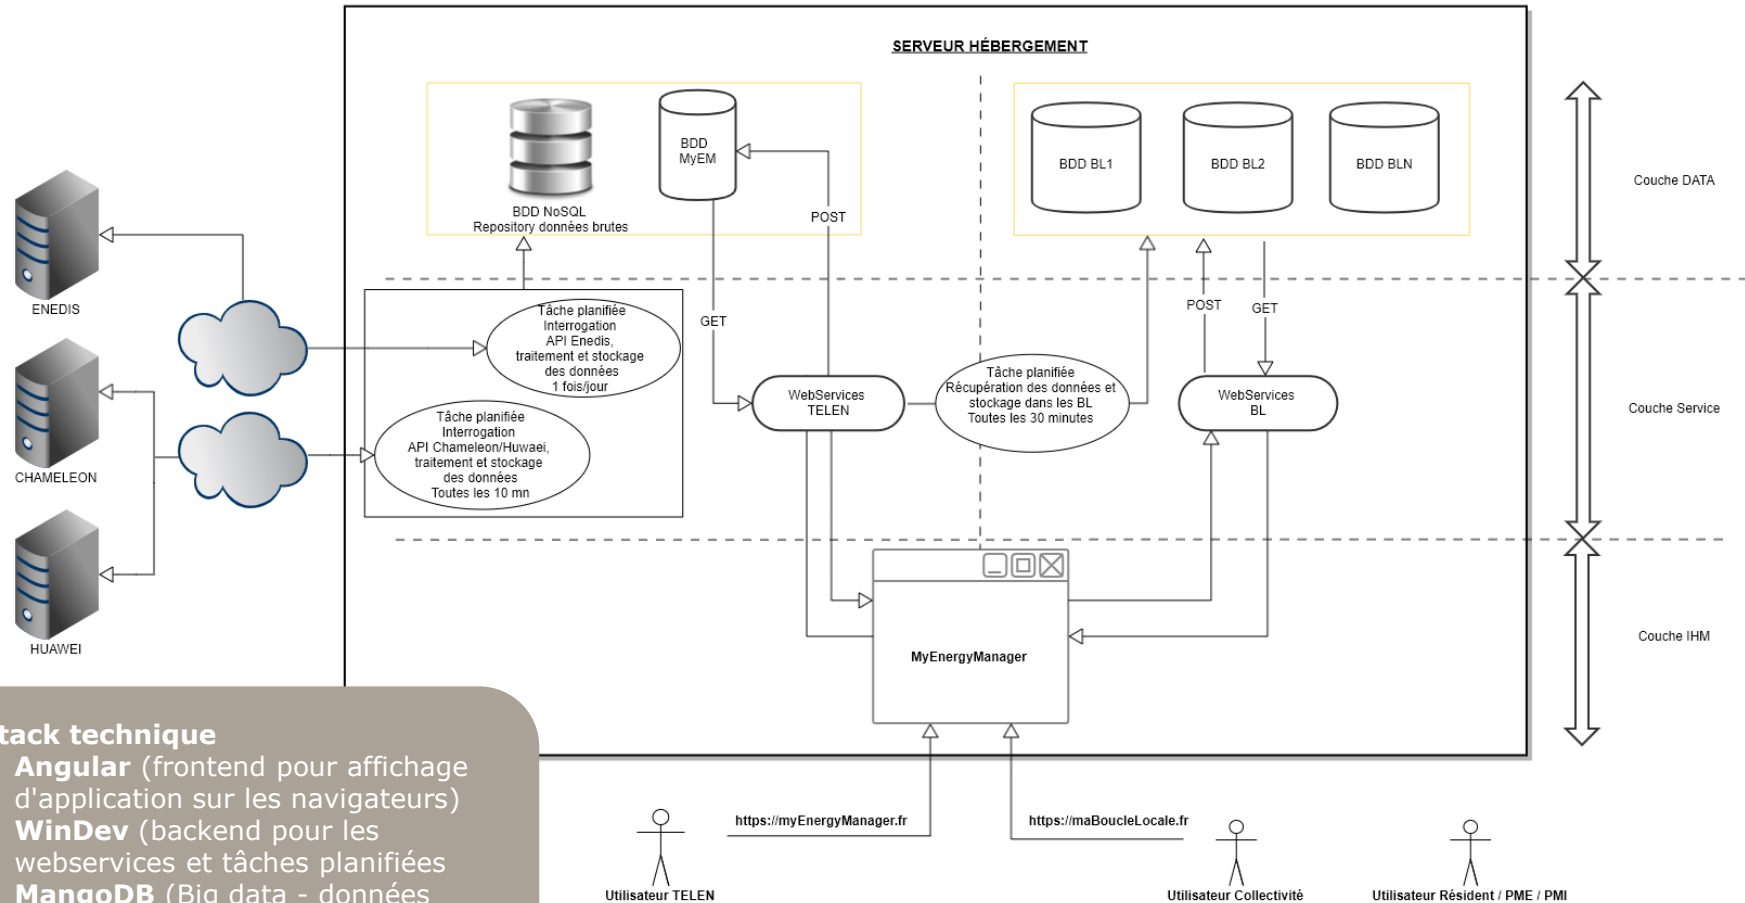 SERVEUR HÉBERGEMENT
BDD
MyEM
BDD NoSQL
Repository données brutes
POST
BDD BL1
BDD BL2
BDD BLN
Couche DATA
ENEDIS
Tâche planifiée
Interrogation
API Enedis,
traitement et stockage
des données
1 fois/jour
GET
POST
GET
CHAMELEON
Tâche planifiée
Interrogation
API Chameleon/Huwaei,
traitement et stockage
des données
Toutes les 10 mn
WebServices
TELEN
Tâche planifiée
Récupération des données et
stockage dans les BL
Toutes les 30 minutes
WebServices
BL
Couche Service
HUAWEI
MyEnergyManager
Couche IHM
tack technique
Angular (frontend pour affichage
d'application sur les navigateurs)
WinDev (backend pour les
webservices et tâches planifiées
MangoDB (Big data - données
https://myEnergyManager.fr
https://maBoucleLocale.fr
Utilisateur TELEN
Utilisateur Collectivité
Utilisateur Résident / PME / PMI